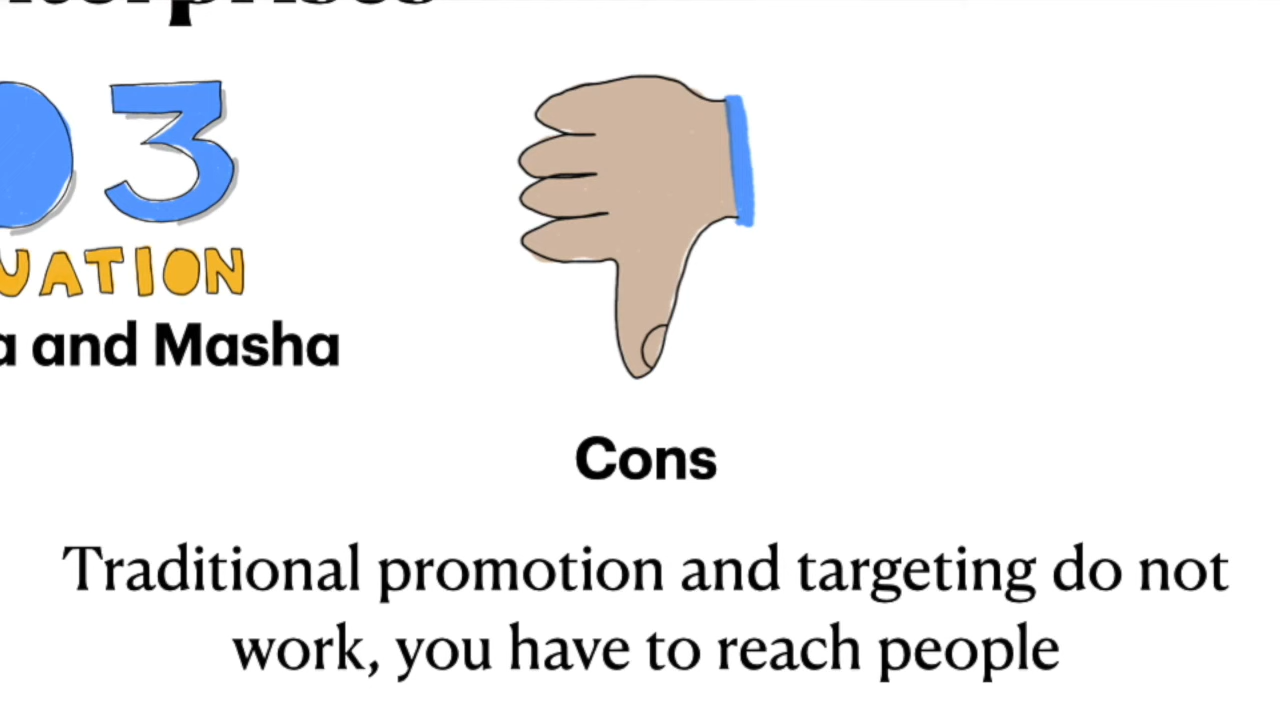 03
UATION
a and Masha
Cons
Traditional promotion and targeting do not
work, you have to reach people